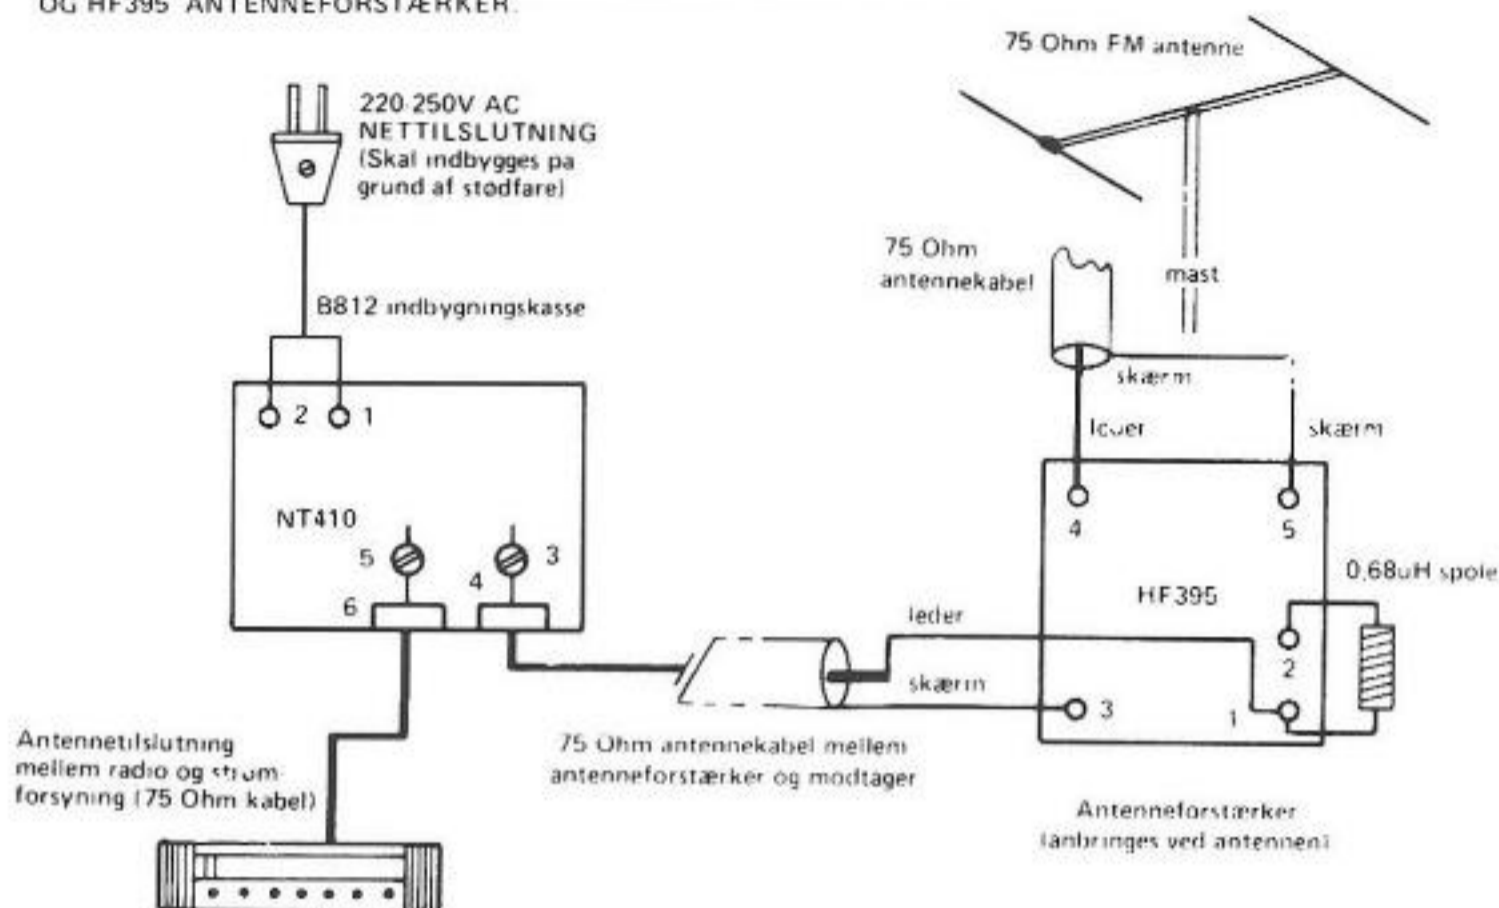 OG HF395 ANTENNEFORSTÆRKER.
75 Ohm FM antenne
220-250V AC
NETTILSLUTNING
(Skal indbygges pa
grund af stødfare)
75 Ohm
antennekabel
mast
B812 indbygningskasse
skærm
skærm
2 1
NT410
5 3
4
6
4 5
HF395
0,68uH spole
leder
2
skærm
3 1
Antennetilslutning
mellem radio og strøm-
forsyning (75 Ohm kabel)
75 Ohm antennekabel mellem
antenneforstærker og modtager
Antenneforstærker
(anbringes ved antennen)